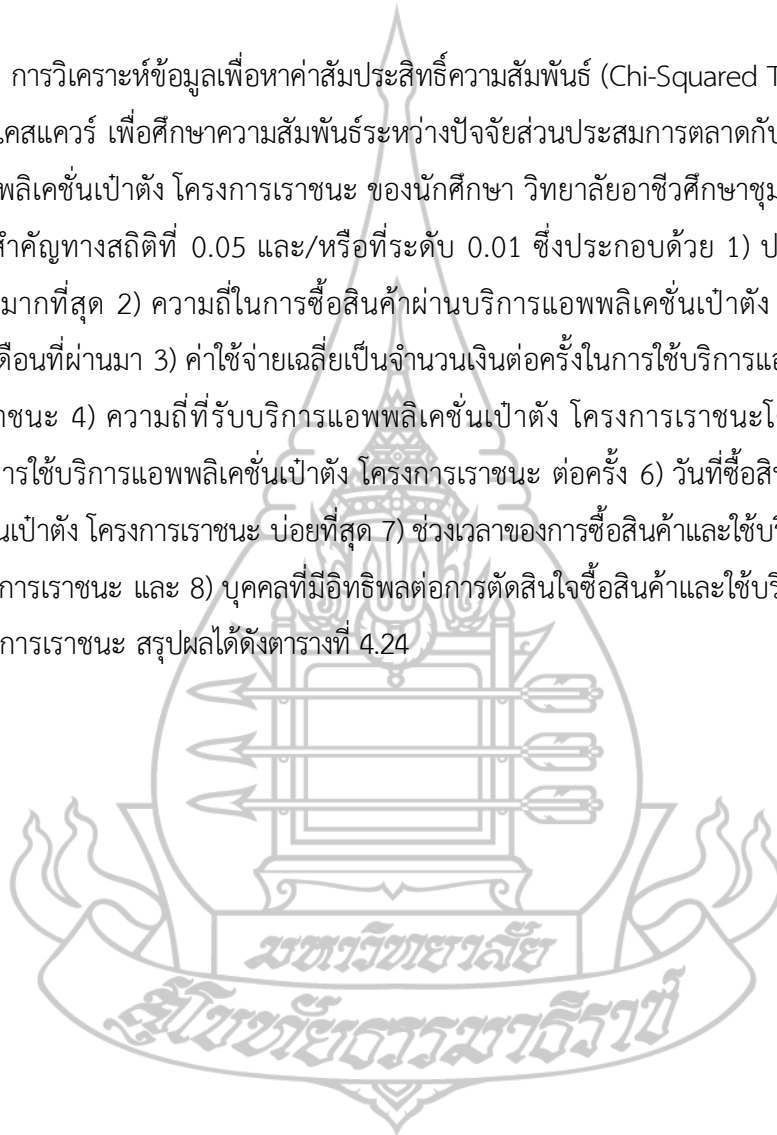 การวิเคราะห์ข้อมูลเพื่อหาค่าสัมประสิทธิ์ความสัมพันธ์ (Chi-Squared T
คสแควร์ เพื่อศึกษาความสัมพันธ์ระหว่างปัจจัยส่วนประสมการตลาดกับ
พลิเคชั่นเป๋าตัง โครงการเราชนะ ของนักศึกษา วิทยาลัยอาชีวศึกษาชุม
สำคัญทางสถิติที่ 0.05 และ/หรือที่ระดับ 0.01 ซึ่งประกอบด้วย 1) ป
มากที่สุด 2) ความถี่ในการซื้อสินค้าผ่านบริการแอพพลิเคชั่นเป๋าตัง
ดือนที่ผ่านมา 3) ค่าใช้จ่ายเฉลี่ยเป็นจำนวนเงินต่อครั้งในการใช้บริการแอ
าชนะ 4) ความถี่ที่รับบริการแอพพลิเคชั่นเป๋าตัง โครงการเราชนะโด
ารใช้บริการแอพพลิเคชั่นเป๋าตัง โครงการเราชนะ ต่อครั้ง 6) วันที่ซื้อสิน
นเป๋าตัง โครงการเราชนะ บ่อยที่สุด 7) ช่วงเวลาของการซื้อสินค้าและใช้บริ
การเราชนะ และ 8) บุคคลที่มีอิทธิพลต่อการตัดสินใจซื้อสินค้าและใช้บริ
การเราชนะ สรุปผลได้ดังตารางที่ 4.24
มหาวิทยาลัย
สุโขทัยธรรมาธิราช